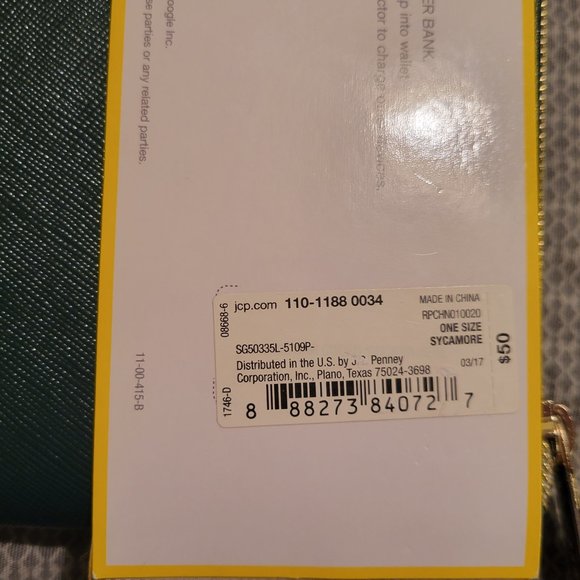 oogle Inc.
se parties or any related parties.
11-00-415-B
ER BANK.
p into wallet
ctor to charge
jcp.com 110-1188 0034
MADE IN CHINA
RPCHN010020
ONE SIZE
SYCAMORE
$50
08668-6
1746-D
SG50335L-5109P-
Distributed in the U.S. by J. C. Penney
Corporation, Inc., Plano, Texas 75024-3698
03/17
8 88273 84072 7